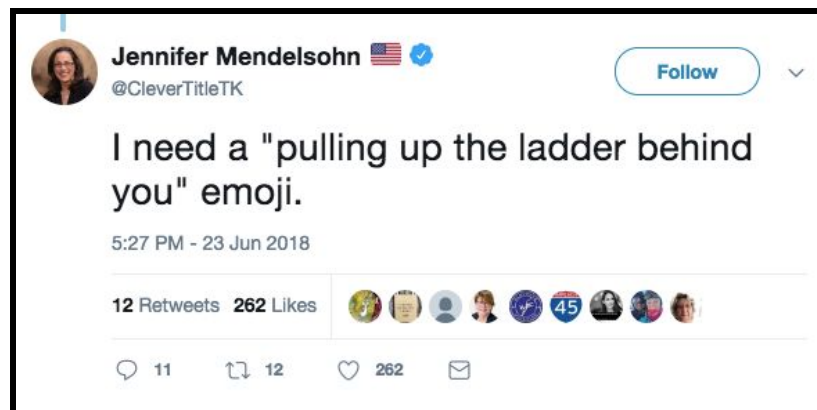 Jennifer Mendelsohn 🇺🇸
@CleverTitleTK
Follow
I need a "pulling up the ladder behind
you" emoji.
5:27 PM - 23 Jun 2018
12 Retweets 262 Likes
45
11 12 262